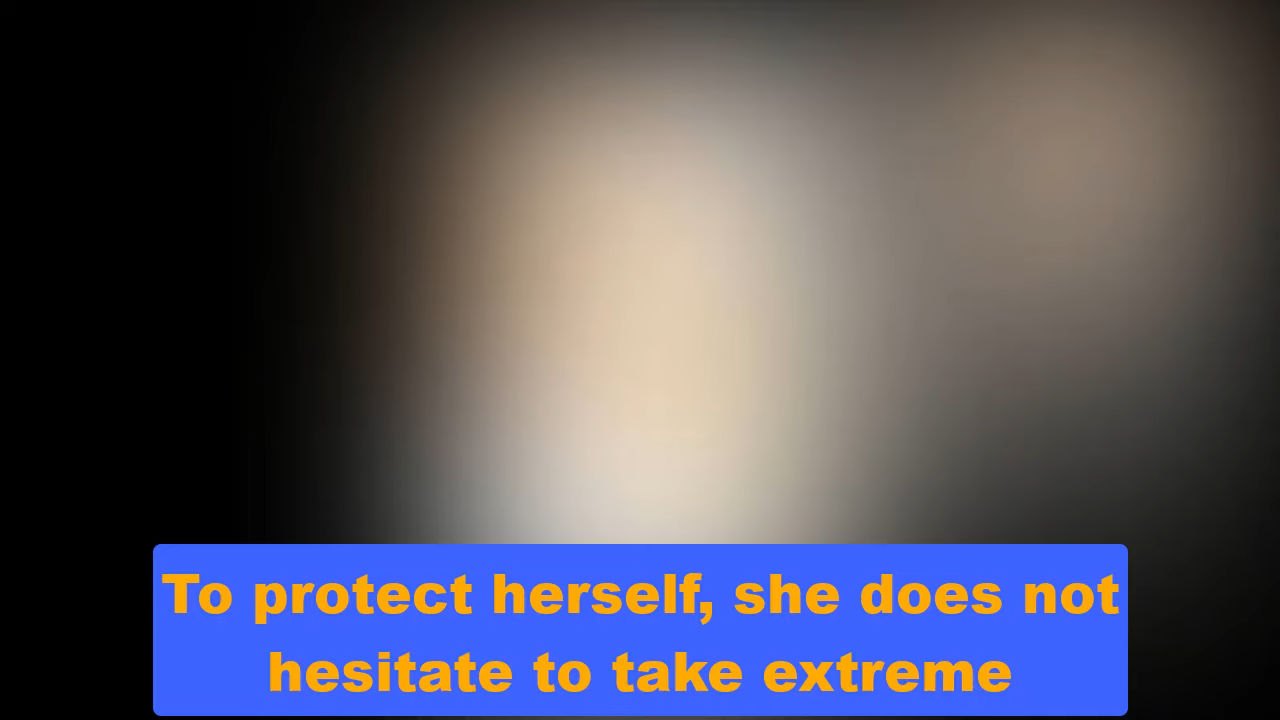 To protect herself, she does not
hesitate to take extreme